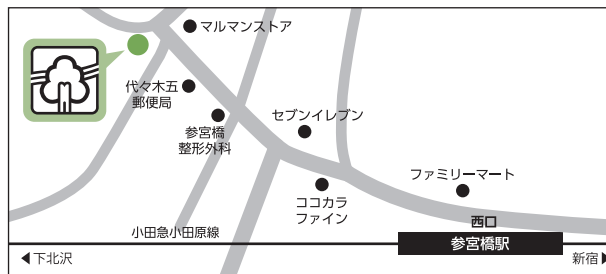 マルマンストア
代々木五
郵便局
参宮橋
整形外科
セブンイレブン
ココカラ
ファイン
ファミリーマート
西口
参宮橋駅
小田急小田原線
◀下北沢
新宿▶